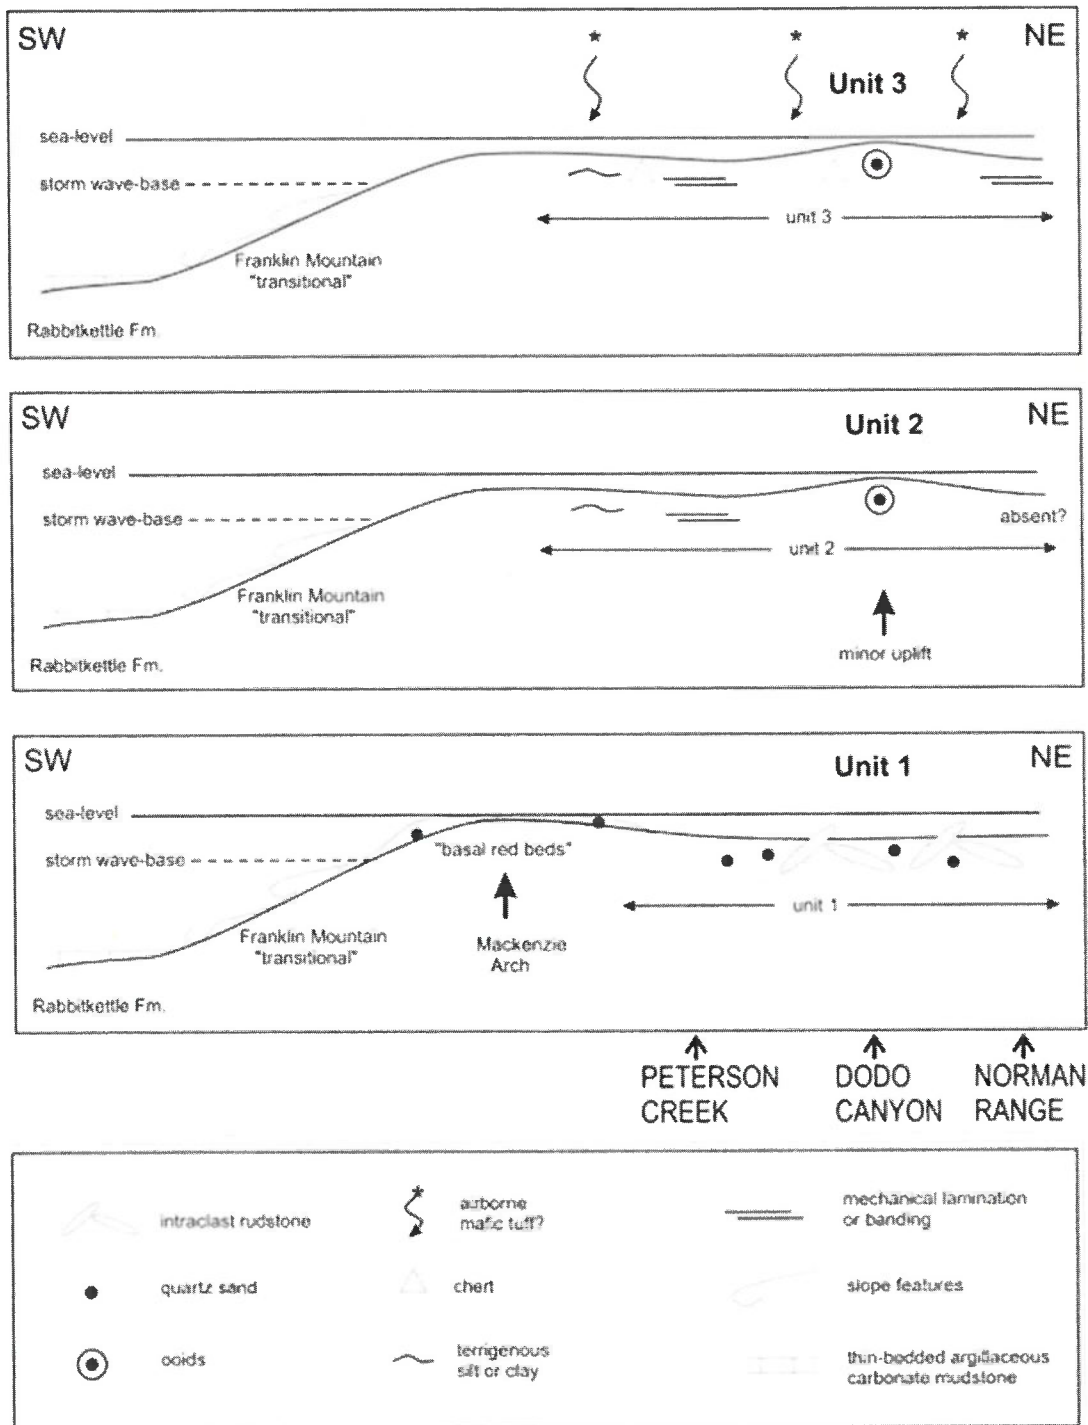 SW
NE
Unit 3
sea-level
storm wave-base
unit 3
Franklin Mountain
"transitional"
Rabbitkettle Fm.
SW
NE
Unit 2
sea-level
storm wave-base
absent?
unit 2
Franklin Mountain
"transitional"
minor uplift
Rabbitkettle Fm.
SW
NE
Unit 1
sea-level
"basal red beds"
storm wave-base
unit 1
Franklin Mountain
"transitional"
Mackenzie
Arch
Rabbitkettle Fm.
PETERSON
CREEK
DODO
CANYON
NORMAN
RANGE
intraclast rudstone
airborne
mafic tuff?
mechanical lamination
or banding
quartz sand
chert
slope features
ooids
terrigenous
silt or clay
thin-bedded argillaceous
carbonate mudstone